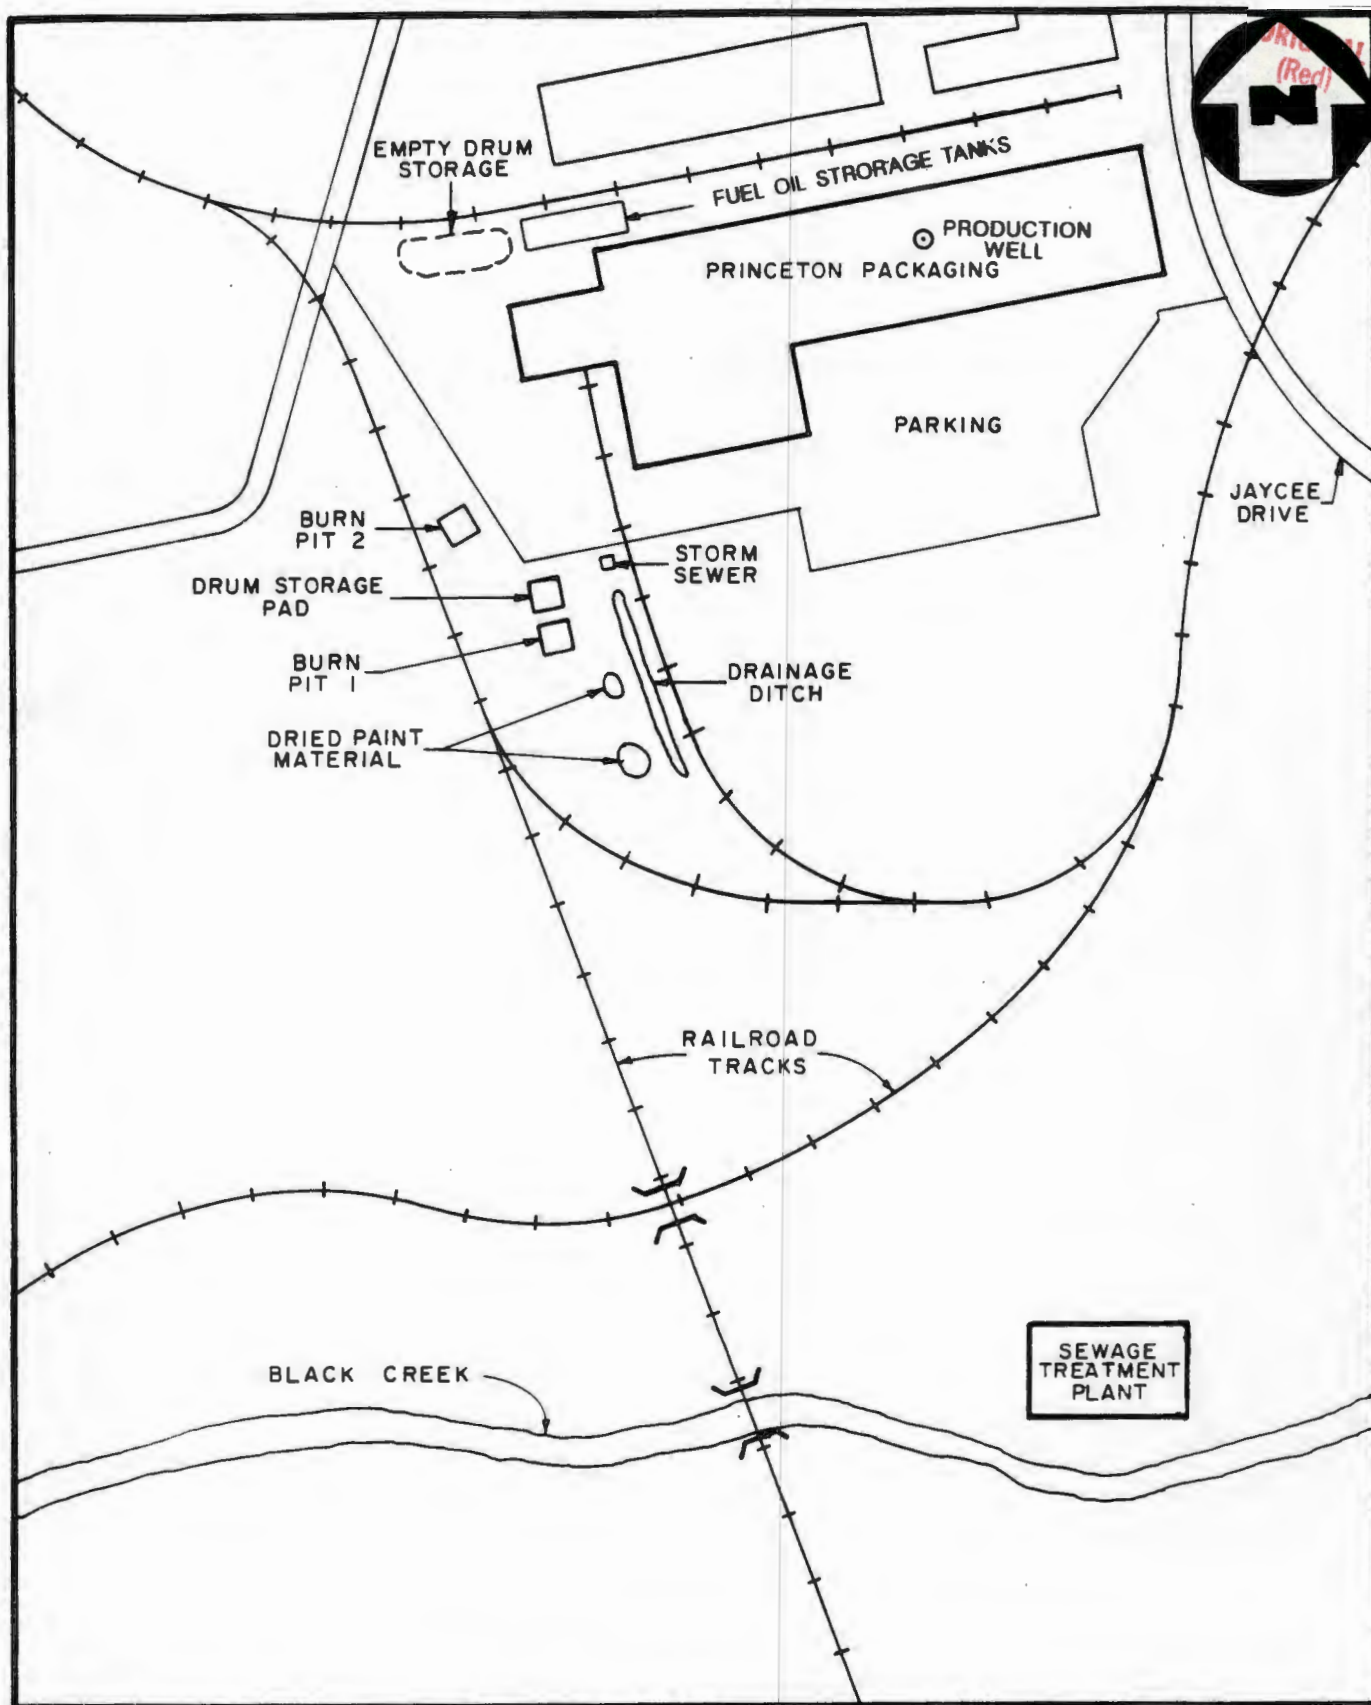 ORIGINAL
(Red)
N
EMPTY DRUM
STORAGE
FUEL OIL STRORAGE TANKS
PRODUCTION
WELL
PRINCETON PACKAGING
PARKING
JAYCEE
DRIVE
BURN
PIT 2
STORM
SEWER
DRUM STORAGE
PAD
BURN
PIT 1
DRAINAGE
DITCH
DRIED PAINT
MATERIAL
RAILROAD
TRACKS
SEWAGE
TREATMENT
PLANT
BLACK CREEK